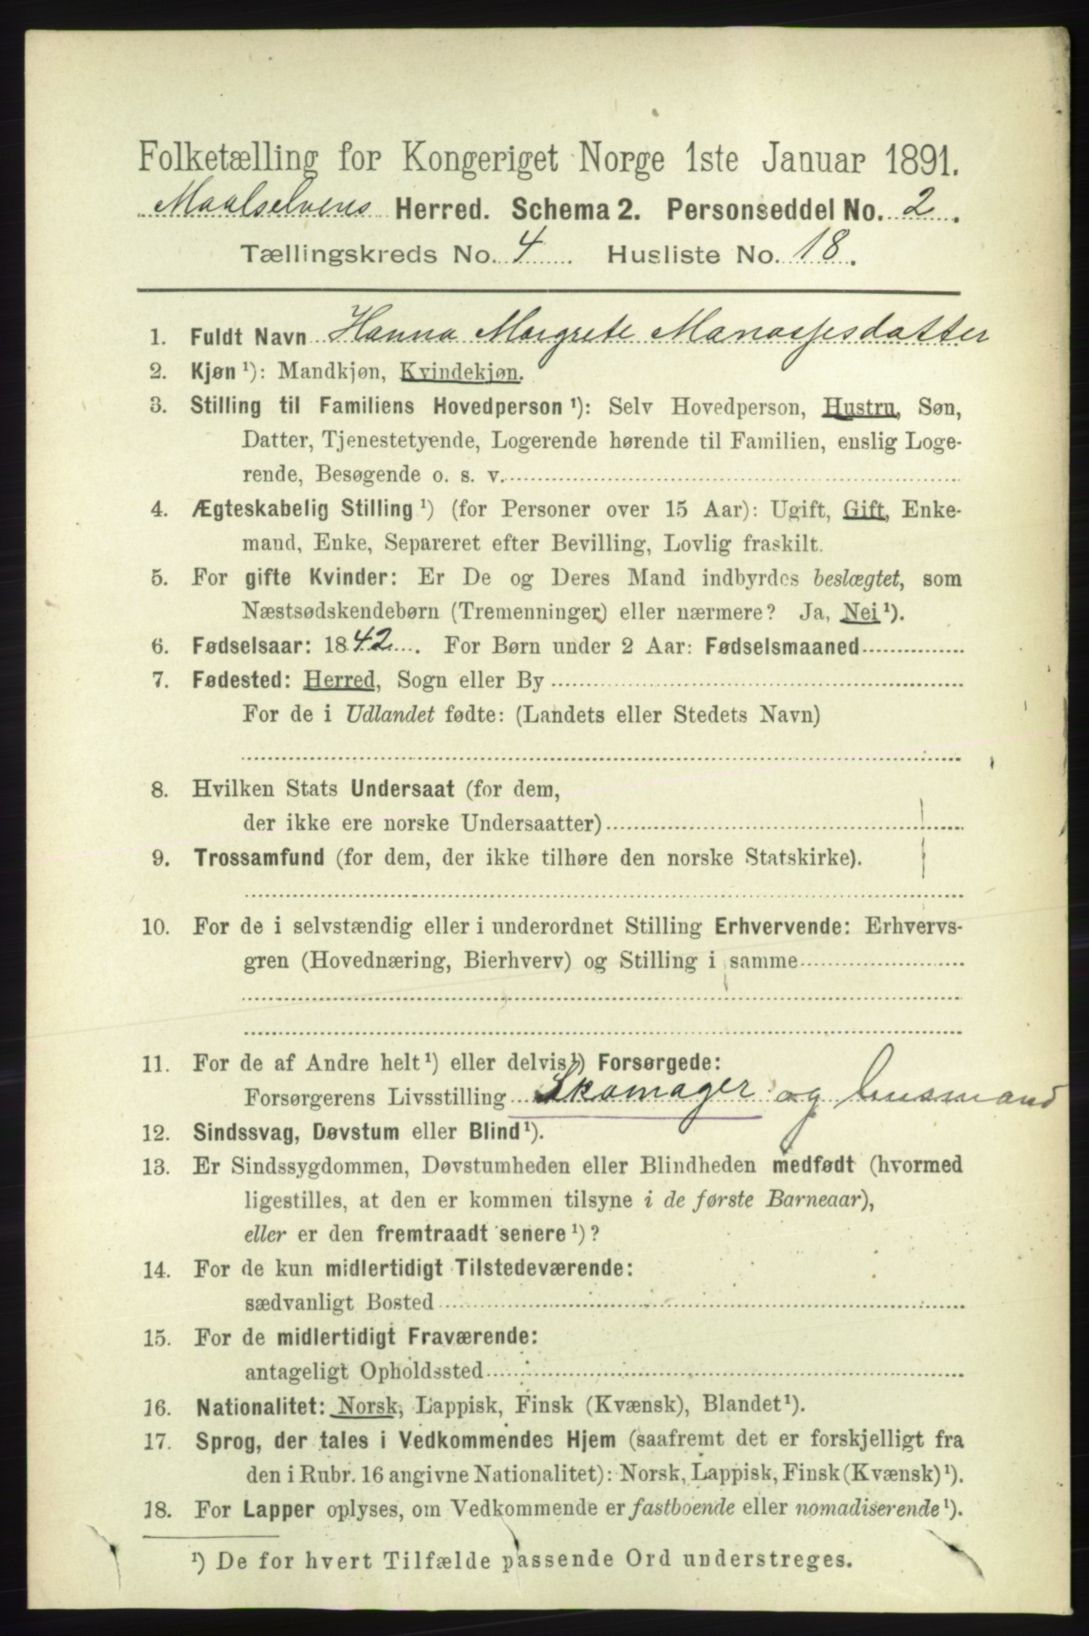 Folketælling for Kongeriget Norge 1ste Januar 1891.
Maalselvens Herred. Schema 2. Personseddel No. 2.
Tællingskreds No. 4. Husliste No. 18.
1. Fuldt Navn Hanna Margrete Manassesdatter
2. Kjøn ¹): Mandkjøn, Kvindekjøn.
3. Stilling til Familiens Hovedperson ¹): Selv Hovedperson, Hustru, Søn,
Datter, Tjenestetyende, Logerende hørende til Familien, enslig Loge-
rende, Besøgende o. s. v.
4. Ægteskabelig Stilling ¹) (for Personer over 15 Aar): Ugift, Gift, Enke-
mand, Enke, Separeret efter Bevilling, Lovlig fraskilt.
5. For gifte Kvinder: Er De og Deres Mand indbyrdes beslægtet, som
Næstsødskendebørn (Tremenninger) eller nærmere? Ja, Nei ¹).
6. Fødselsaar: 1842. For Børn under 2 Aar: Fødselsmaaned
7. Fødested: Herred, Sogn eller By
For de i Udlandet fødte: (Landets eller Stedets Navn)
8. Hvilken Stats Undersaat (for dem,
der ikke ere norske Undersaatter)
9. Trossamfund (for dem, der ikke tilhøre den norske Statskirke).
10. For de i selvstændig eller i underordnet Stilling Erhvervende: Erhvervs-
gren (Hovednæring, Bierhverv) og Stilling i samme
11. For de af Andre helt ¹) eller delvis ¹) Forsørgede:
Forsørgerens Livsstilling Skomager og husmand
12. Sindssvag, Døvstum eller Blind ¹).
13. Er Sindssygdommen, Døvstumheden eller Blindheden medfødt (hvormed
ligestilles, at den er kommen tilsyne i de første Barneaar),
eller er den fremtraadt senere ¹)?
14. For de kun midlertidigt Tilstedeværende:
sædvanligt Bosted
15. For de midlertidigt Fraværende:
antageligt Opholdssted
16. Nationalitet: Norsk, Lappisk, Finsk (Kvænsk), Blandet ¹).
17. Sprog, der tales i Vedkommendes Hjem (saafremt det er forskjelligt fra
den i Rubr. 16 angivne Nationalitet): Norsk, Lappisk, Finsk (Kvænsk) ¹).
18. For Lapper oplyses, om Vedkommende er fastboende eller nomadiserende ¹).
¹) De for hvert Tilfælde passende Ord understreges.